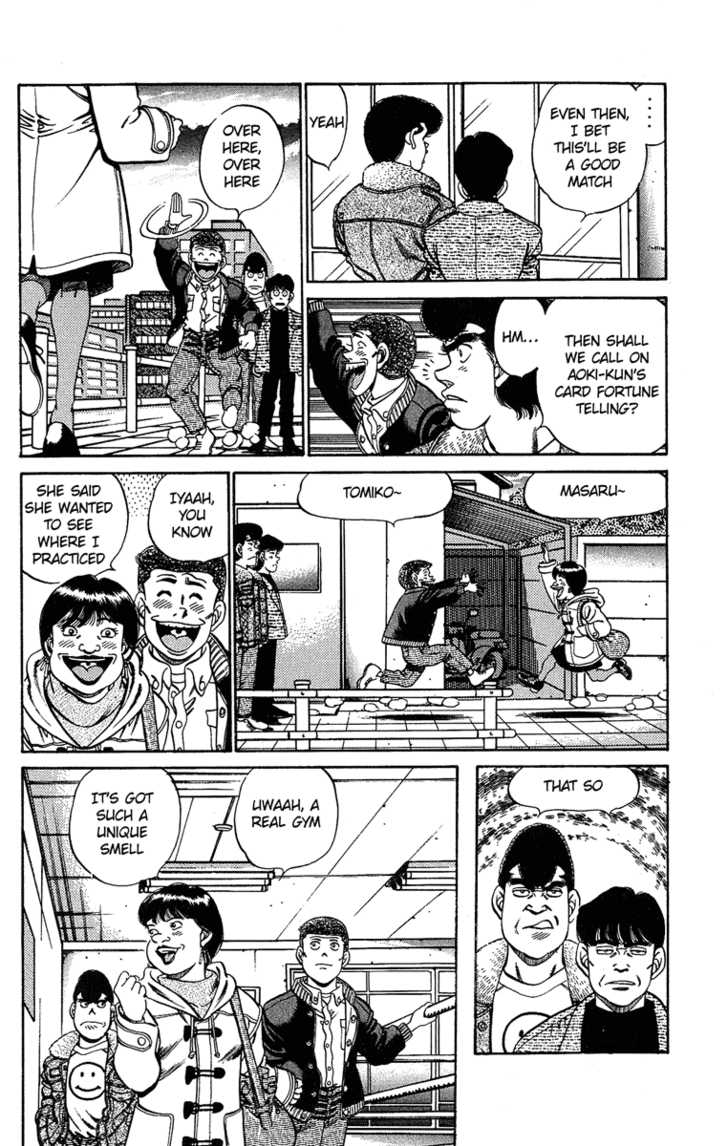 ...
EVEN THEN,
I BET
THIS'LL BE
A GOOD
MATCH
YEAH
THEN SHALL
WE CALL ON
AOKI-KUN'S
CARD FORTUNE
TELLING?
HM...
OVER
HERE,
OVER
HERE
MASARU~
TOMIKO~
IYAAH,
YOU
KNOW
SHE SAID
SHE WANTED
TO SEE
WHERE I
PRACTICED
THAT SO
UWAAH, A
REAL GYM
IT'S GOT
SUCH A
UNIQUE
SMELL